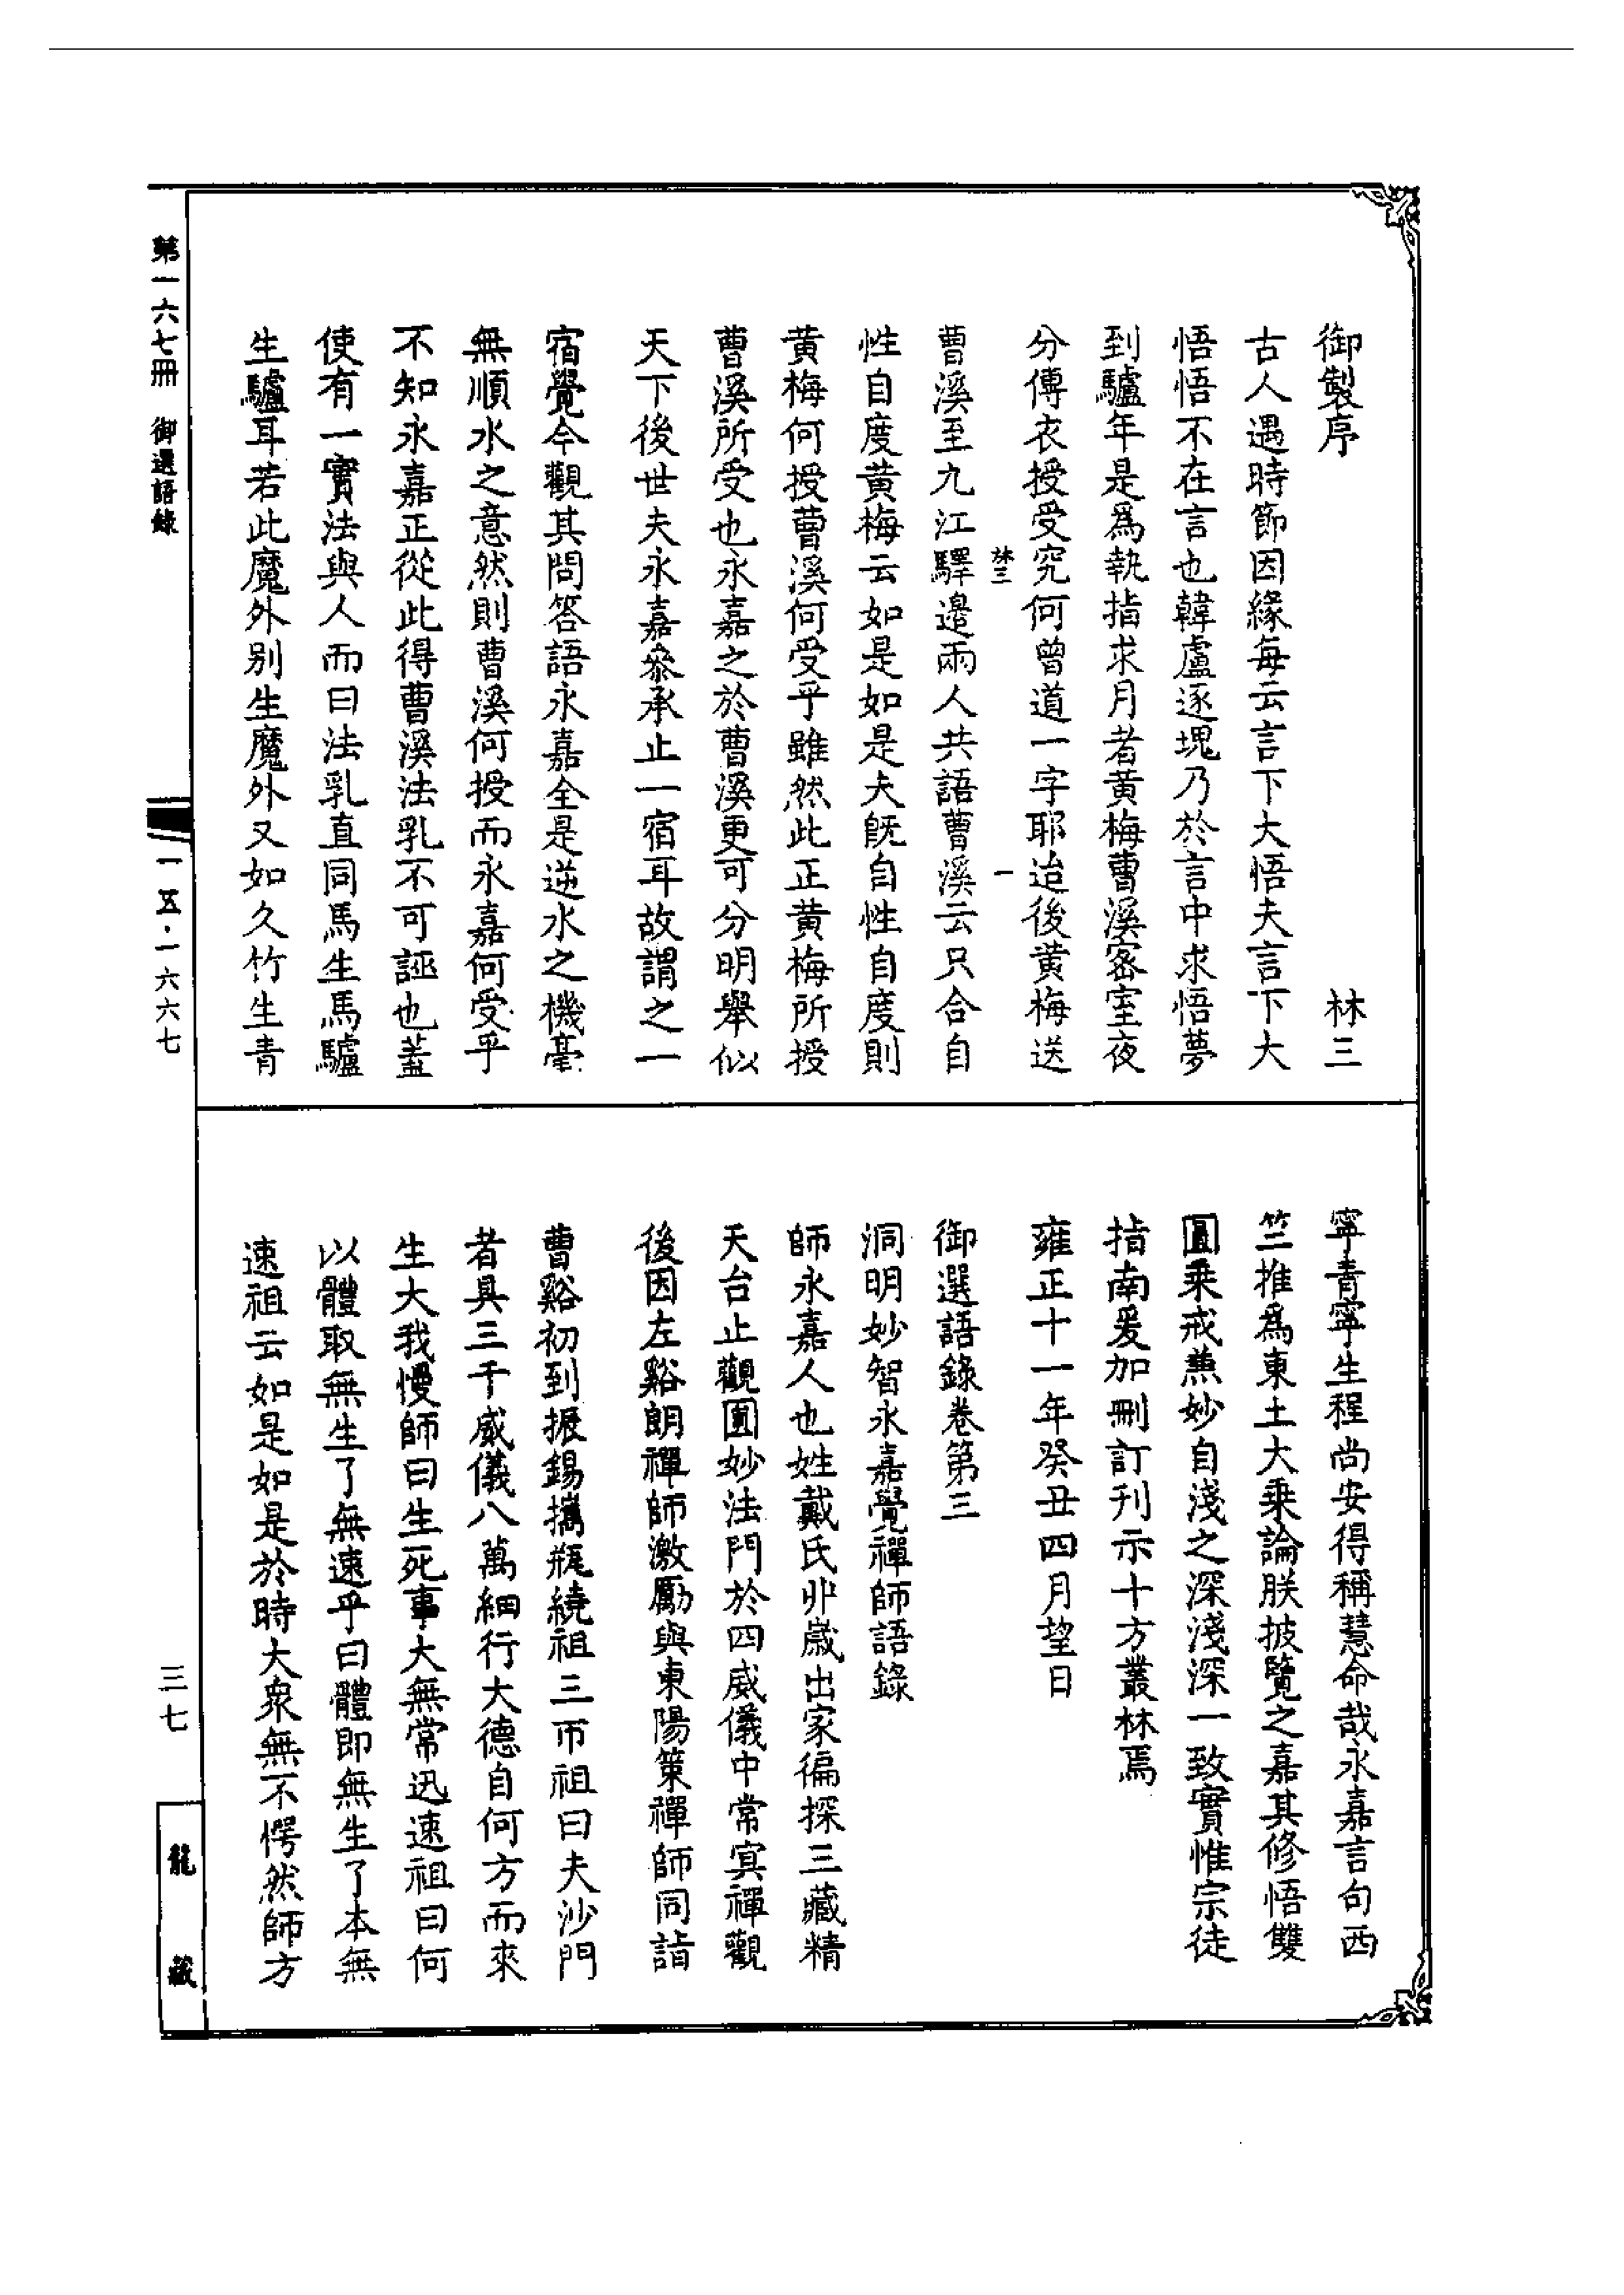 御製序　林三
古人遇時節因緣每云言下大悟夫言下大
悟悟不在言也韓盧逐塊乃於言中求悟夢
到驢年是為執指求月者黃梅曹溪密室夜
分傳衣授受究何曾道一字耶迨後黃梅送
林三　一
曹溪至九江驛邊兩人共語曹溪云只合自
性自度黃梅云如是如是夫旣自性自度則
黃梅何授曹溪何受乎雖然此正黃梅所授
曹溪所受也永嘉之於曹溪更可分明舉似
天下後世夫永嘉叅承止一宿耳故謂之一
宿覺今觀其問答語永嘉全是逆水之機毫
無順水之意然則曹溪何授而永嘉何受乎
不知永嘉正從此得曹溪法乳不可誣也蓋
使有一實法與人而曰法乳直同馬生馬驢
生驢耳若此魔外別生魔外又如久竹生青
寧青寧生程尚安得稱慧命哉永嘉言句西
竺推為東土大乘論朕披覽之嘉其修悟雙
圓乘戒兼妙自淺之深淺深一致實惟宗徒
指南爰加刪訂刊示十方叢林焉
雍正十一年癸丑四月望日
御選語錄卷第三
洞明妙智永嘉覺禪師語錄
師永嘉人也姓戴氏丱歲出家徧探三藏精
天台止觀圓妙法門於四威儀中常冥禪觀
後因左谿朗禪師激厲與東陽策禪師同詣
曹谿初到振錫攜瓶繞祖三帀祖曰夫沙門
者具三千威儀八萬細行大德自何方而來
生大我慢師曰生死事大無常迅速祖曰何
以體取無生了無速乎曰體即無生了本無
速祖云如是如是於時大衆無不愕然師方
第一六七冊　御選語錄
一五·一六六七
三七
龍藏